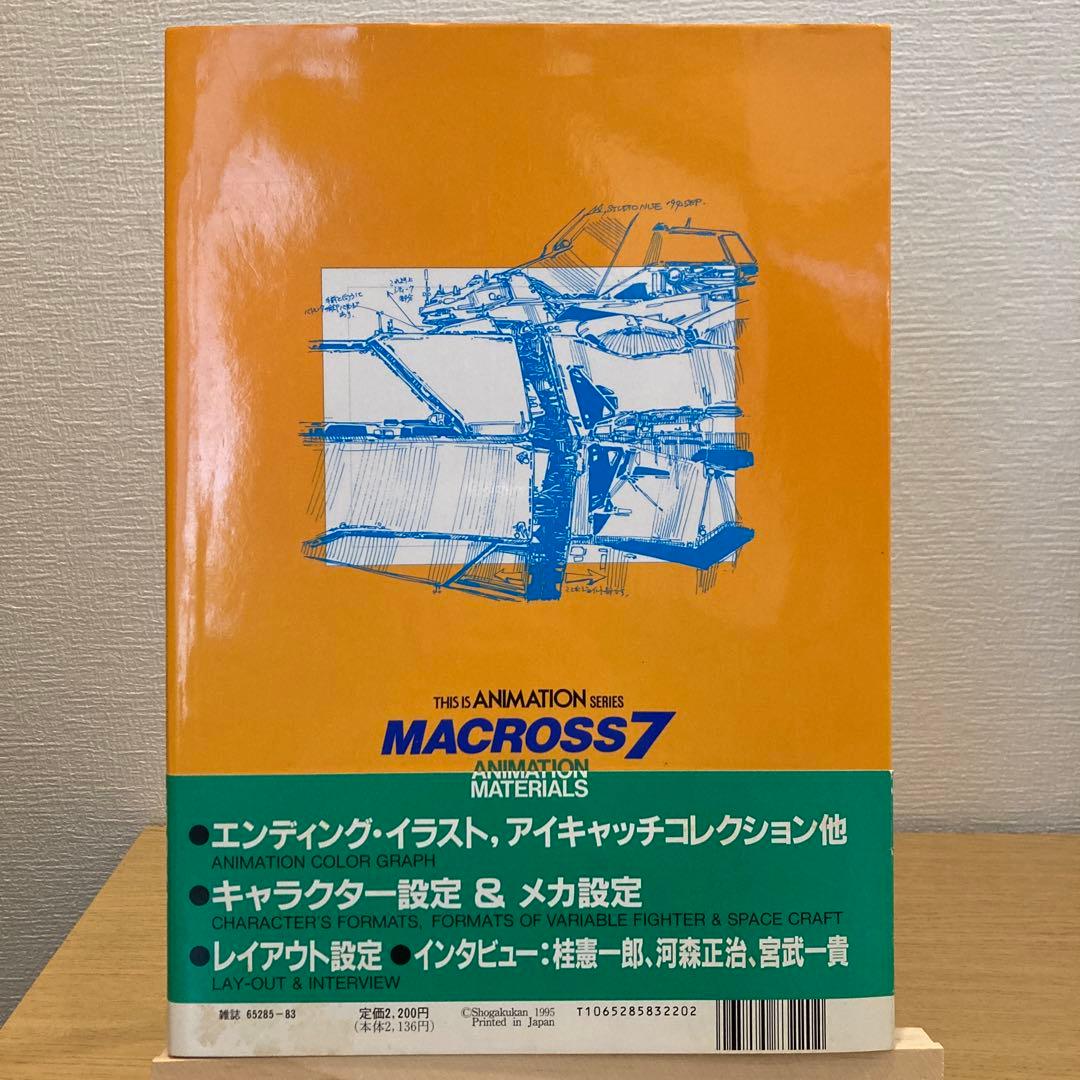 STUDIO NUE '94 SEP.
THIS IS ANIMATION SERIES
MACROSS 7
ANIMATION
MATERIALS
●エンディング・イラスト,アイキャッチコレクション他
ANIMATION COLOR GRAPH
●キャラクター設定 & メカ設定
CHARACTER'S FORMATS, FORMATS OF VARIABLE FIGHTER & SPACE CRAFT
●レイアウト設定 ●インタビュー:桂憲一郎、河森正治、宮武一貴
LAY-OUT & INTERVIEW
雑誌 65285-83
定価2,200円
(本体2,136円)
©Shogakukan 1995
Printed in Japan
T1065285832202